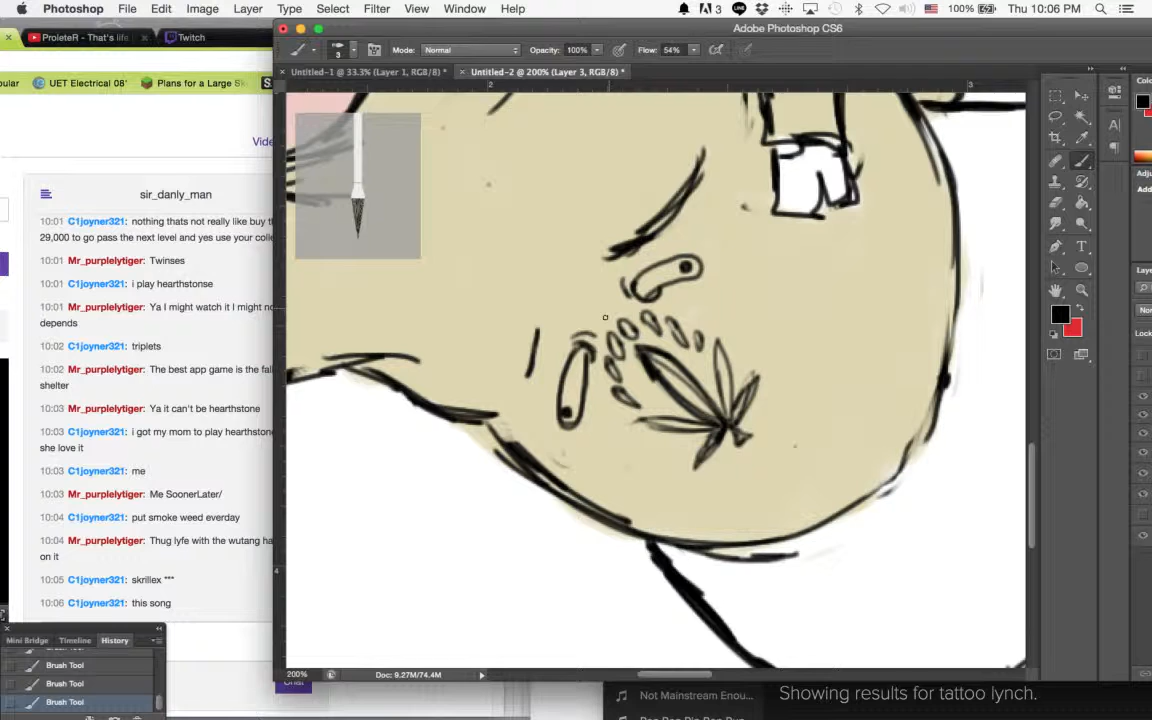 Photoshop File Edit Image Layer Type Select Filter View Window Help
3 100% Thu 10:06 PM
Adobe Photoshop CS6
ProleteR - That's life
Twitch
3 Mode: Normal Opacity: 100% Flow: 54%
Untitled-1 @ 33.3% (Layer 1, RGB/8) *
Untitled-2 @ 200% (Layer 3, RGB/8) *
UET Electrical 08'
Plans for a Large
2 3
sir_danly_man
10:01 C1joyner321: nothing thats not really like buy
29,000 to go pass the next level and yes use your
10:01 Mr_purplelytiger: Twinses
10:01 C1joyner321: i play hearthstonse
10:01 Mr_purplelytiger: Ya I might watch it I might
depends
10:02 C1joyner321: triplets
10:02 Mr_purplelytiger: The best app game is the
shelter
10:03 Mr_purplelytiger: Ya it can't be hearthstone
10:03 C1joyner321: i got my mom to play
she love it
10:03 C1joyner321: me
10:03 Mr_purplelytiger: Me SoonerLater/
10:04 C1joyner321: put smoke weed everday
10:04 Mr_purplelytiger: Thug lyfe with the wutang
on it
10:05 C1joyner321: skrillex ***
10:06 C1joyner321: this song
4
Mini Bridge Timeline History
Brush Tool
Brush Tool
Brush Tool
200% Doc: 9.27M/74.4M
Not Mainstream Enou...
Showing results for tattoo lynch.